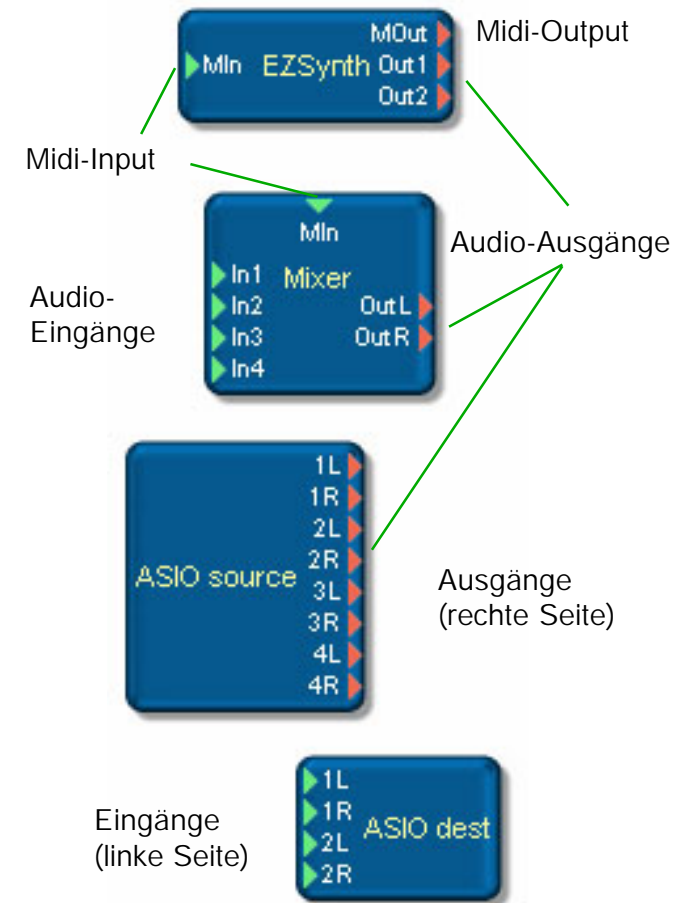 MOut
Midi-Output
MIn
EZSynth
Out1
Out2
Midi-Input
MIn
Audio-Ausgänge
In1
Mixer
Audio-
Eingänge
In2
OutL
In3
OutR
In4
1L
1R
2L
2R
ASIO source
3L
3R
4L
4R
Ausgänge
(rechte Seite)
1L
1R
ASIO dest
2L
2R
Eingänge
(linke Seite)